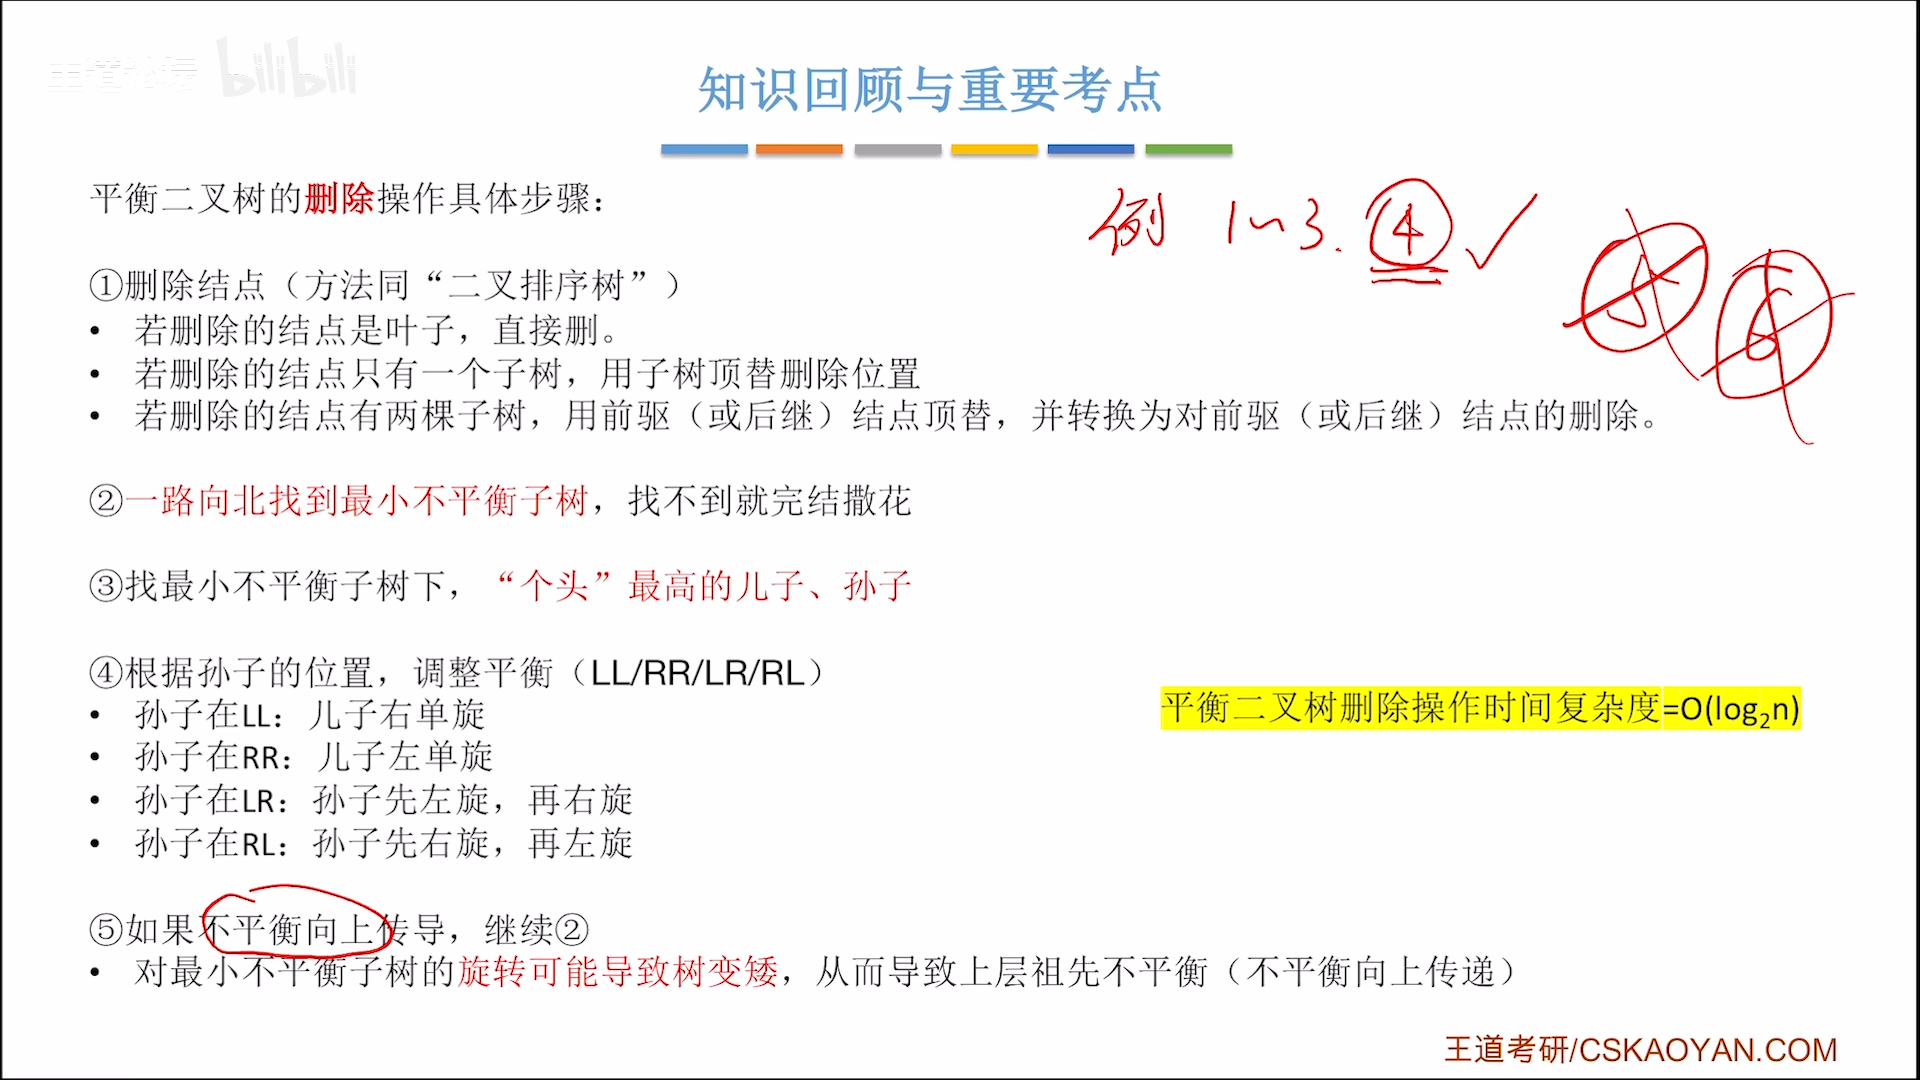 王道论坛 bilibili
知识回顾与重要考点
平衡二叉树的删除操作具体步骤：
例 1~3. ④ ✓ 5 6
①删除结点（方法同“二叉排序树”）
• 若删除的结点是叶子，直接删。
• 若删除的结点只有一个子树，用子树顶替删除位置
• 若删除的结点有两棵子树，用前驱（或后继）结点顶替，并转换为对前驱（或后继）结点的删除。
②一路向北找到最小不平衡子树，找不到就完结撒花
③找最小不平衡子树下，“个头”最高的儿子、孙子
④根据孙子的位置，调整平衡（LL/RR/LR/RL）
• 孙子在LL：儿子右单旋
• 孙子在RR：儿子左单旋
• 孙子在LR：孙子先左旋，再右旋
• 孙子在RL：孙子先右旋，再左旋
平衡二叉树删除操作时间复杂度=O(log₂n)
⑤如果不平衡向上传导，继续②
• 对最小不平衡子树的旋转可能导致树变矮，从而导致上层祖先不平衡（不平衡向上传递）
王道考研/CSKAOYAN.COM